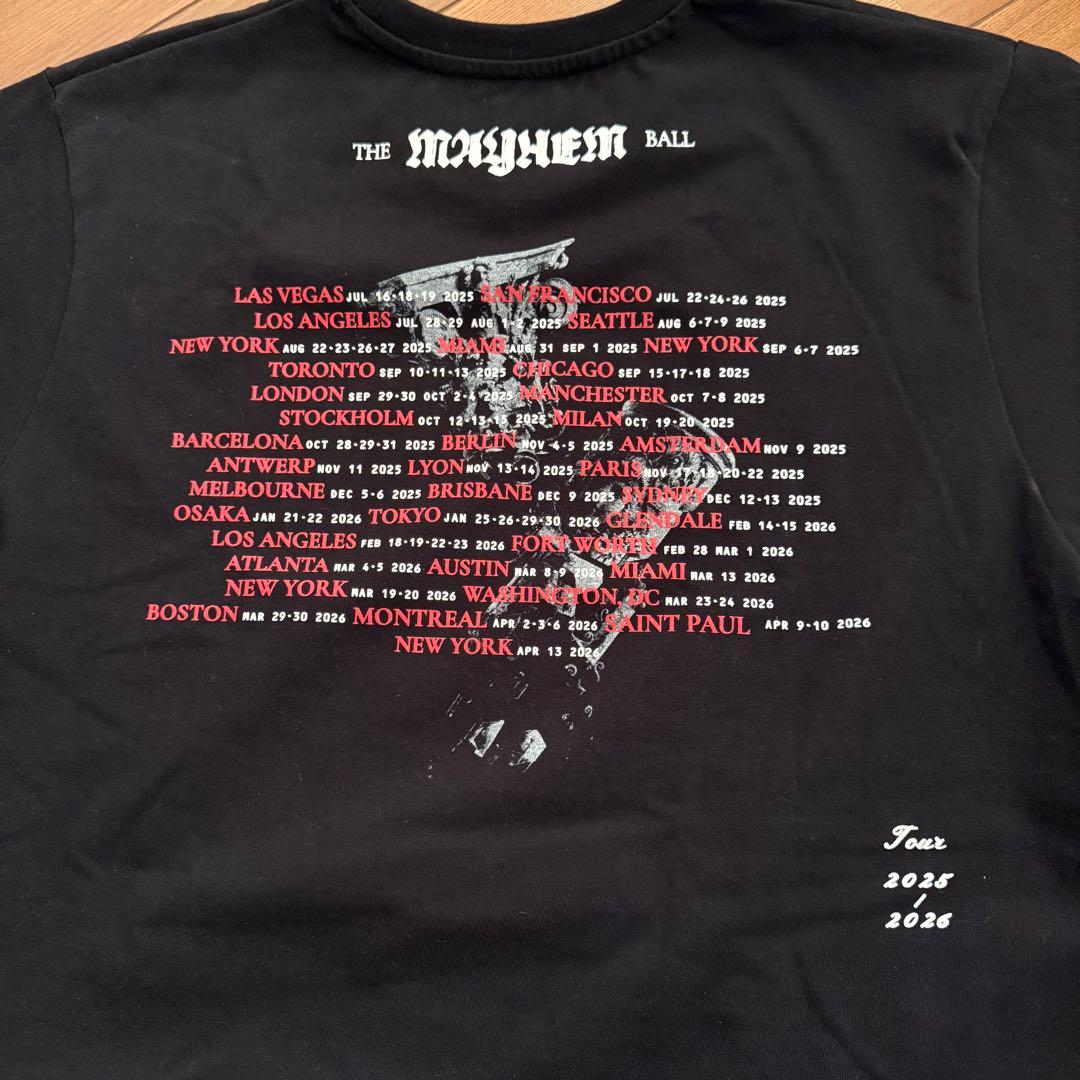 THE MAYHEM BALL
LAS VEGAS JUL 16·18·19 2025 SAN FRANCISCO JUL 22·24·26 2025
LOS ANGELES JUL 28·29 AUG 1·2 2025 SEATTLE AUG 6·7·9 2025
NEW YORK AUG 22·23·26·27 2025 MIAMI AUG 31 SEP 1 2025 NEW YORK SEP 6·7 2025
TORONTO SEP 10·11·13 2025 CHICAGO SEP 15·17·18 2025
LONDON SEP 29·30 OCT 2·4 2025 MANCHESTER OCT 7·8 2025
STOCKHOLM OCT 12·13·15 2025 MILAN OCT 19·20 2025
BARCELONA OCT 28·29·31 2025 BERLIN NOV 4·5 2025 AMSTERDAM NOV 9 2025
ANTWERP NOV 11 2025 LYON NOV 13·14 2025 PARIS NOV 17·18·20·22 2025
MELBOURNE DEC 5·6 2025 BRISBANE DEC 9 2025 SYDNEY DEC 12·13 2025
OSAKA JAN 21·22 2026 TOKYO JAN 25·26·29·30 2026 GLENDALE FEB 14·15 2026
LOS ANGELES FEB 18·19·22·23 2026 FORT WORTH FEB 28 MAR 1 2026
ATLANTA MAR 4·5 2026 AUSTIN MAR 8·9 2026 MIAMI MAR 13 2026
NEW YORK MAR 19·20 2026 WASHINGTON, DC MAR 23·24 2026
BOSTON MAR 29·30 2026 MONTREAL APR 2·3·6 2026 SAINT PAUL APR 9·10 2026
NEW YORK APR 13 2026
Tour
2025
/
2026